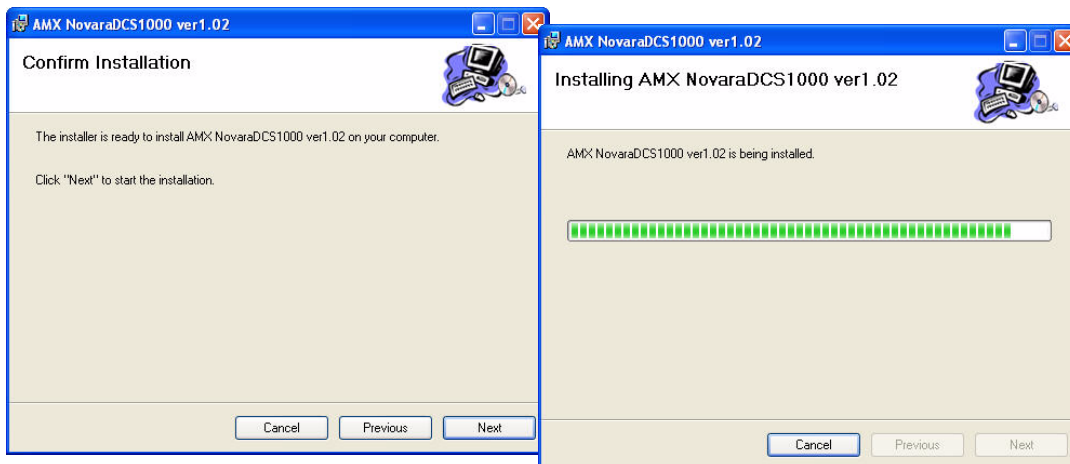 AMX NovaraDCS1000 ver1.02
Confirm Installation
The installer is ready to install AMX NovaraDCS1000 ver1.02 on your computer.
Click "Next" to start the installation.
Cancel
Previous
Next
AMX NovaraDCS1000 ver1.02
Installing AMX NovaraDCS1000 ver1.02
AMX NovaraDCS1000 ver1.02 is being installed.
Cancel
Previous
Next